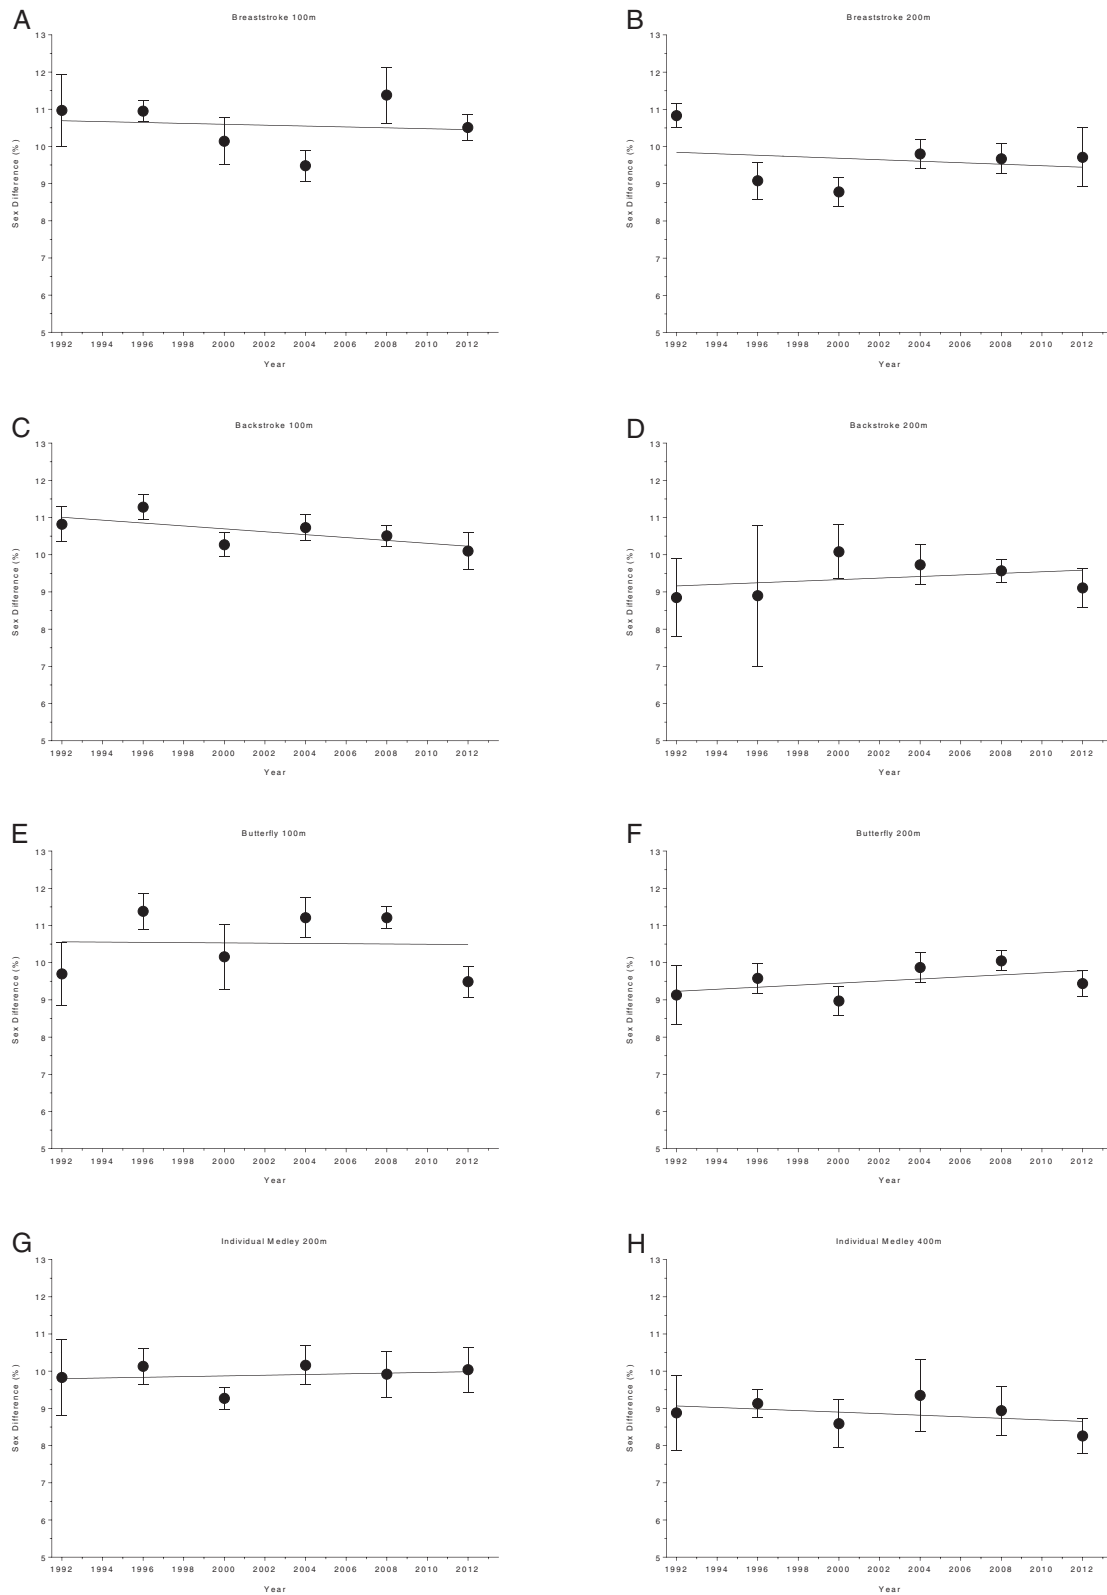 A Breaststroke 100m
13
12
11
10
9
8
7
6
5
Sex Difference (%)
1992 1994 1996 1998 2000 2002 2004 2006 2008 2010 2012
Year
B Breaststroke 200m
13
12
11
10
9
8
7
6
5
Sex Difference (%)
1992 1994 1996 1998 2000 2002 2004 2006 2008 2010 2012
Year
C Backstroke 100m
13
12
11
10
9
8
7
6
5
Sex Difference (%)
1992 1994 1996 1998 2000 2002 2004 2006 2008 2010 2012
Year
D Backstroke 200m
13
12
11
10
9
8
7
6
5
Sex Difference (%)
1992 1994 1996 1998 2000 2002 2004 2006 2008 2010 2012
Year
E Butterfly 100m
13
12
11
10
9
8
7
6
5
Sex Difference (%)
1992 1994 1996 1998 2000 2002 2004 2006 2008 2010 2012
Year
F Butterfly 200m
13
12
11
10
9
8
7
6
5
Sex Difference (%)
1992 1994 1996 1998 2000 2002 2004 2006 2008 2010 2012
Year
G Individual Medley 200m
13
12
11
10
9
8
7
6
5
Sex Difference (%)
1992 1994 1996 1998 2000 2002 2004 2006 2008 2010 2012
Year
H Individual Medley 400m
13
12
11
10
9
8
7
6
5
Sex Difference (%)
1992 1994 1996 1998 2000 2002 2004 2006 2008 2010 2012
Year